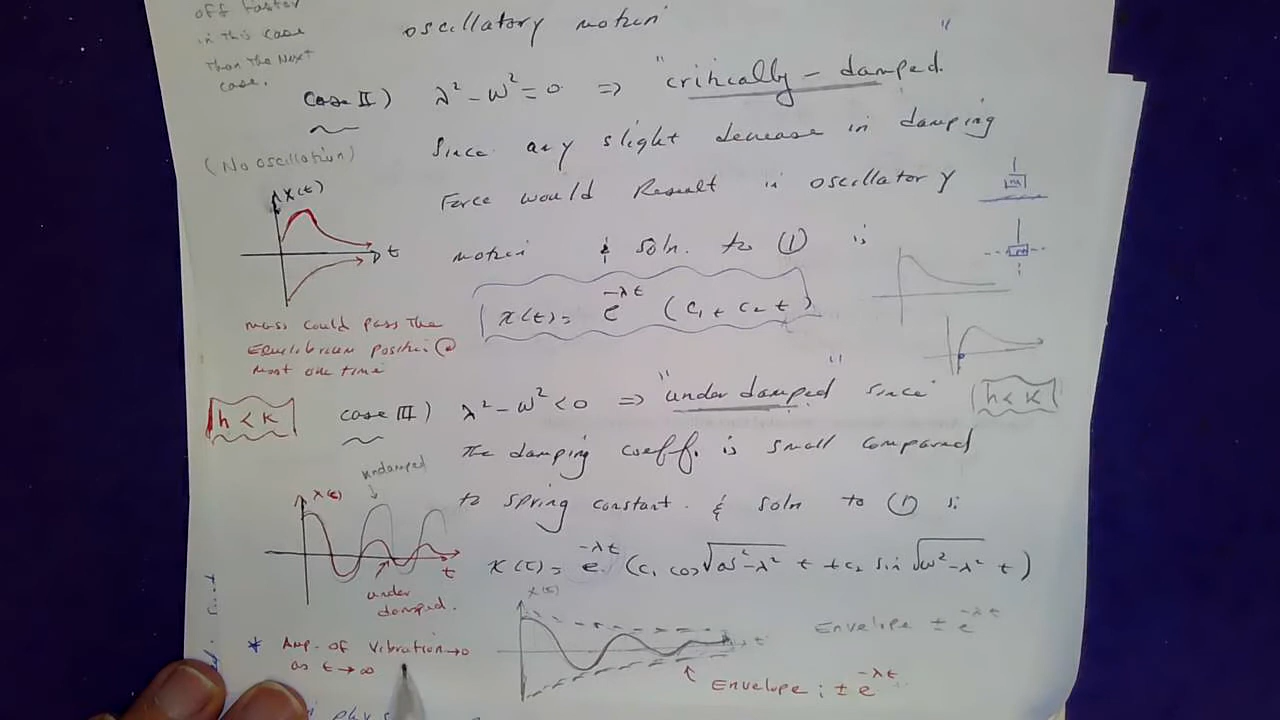 off faster
in this case
Than The Next
case.
oscillatory motion
"
Case II) λ² - ω² = 0 => "critically - damped.
(No oscillation)
Since any slight decrease in damping
Force would Result in oscillatory
m
x(t)
t
motion & soln. to (1) is
x(t) = e^{-λt} (c₁ + c₂ t)
mass could pass The
Equilibrium position @
most one time
h < k
case III) λ² - ω² < 0 => "under damped" since
h < k
The damping coeff. is small compared
undamped
to spring constant. & soln to (1) is
x(t)
t
under
damped.
x(t) = e^{-λt} (c₁ cos √ω² - λ² t + c₂ sin √ω² - λ² t)
x(t)
t
Envelope ± e^{-λt}
* Amp. of Vibration → 0
as t → ∞
Envelope : ± e^{-λt}